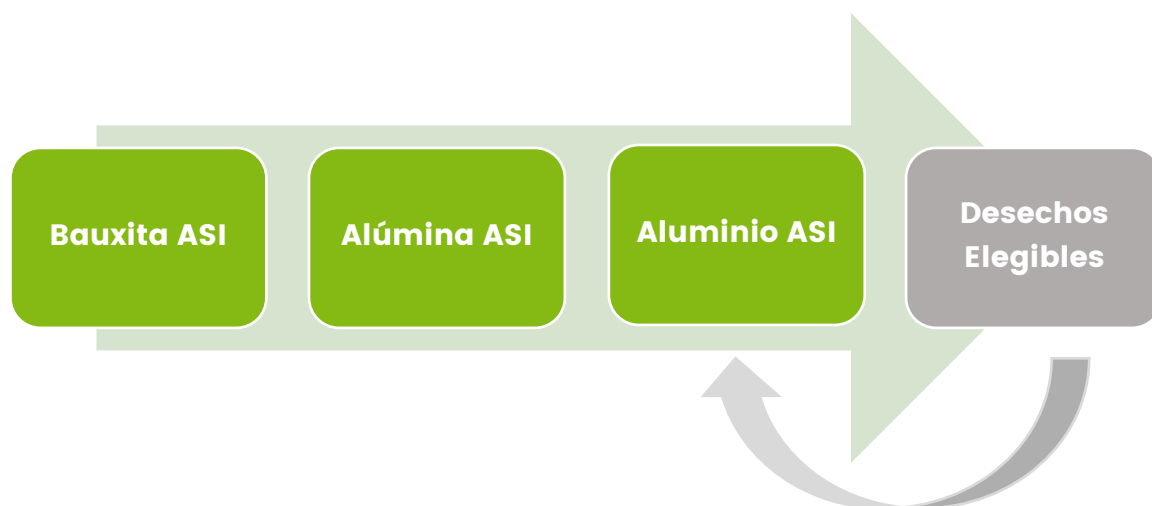 Bauxita ASI
Alúmina ASI
Aluminio ASI
Desechos
Elegibles